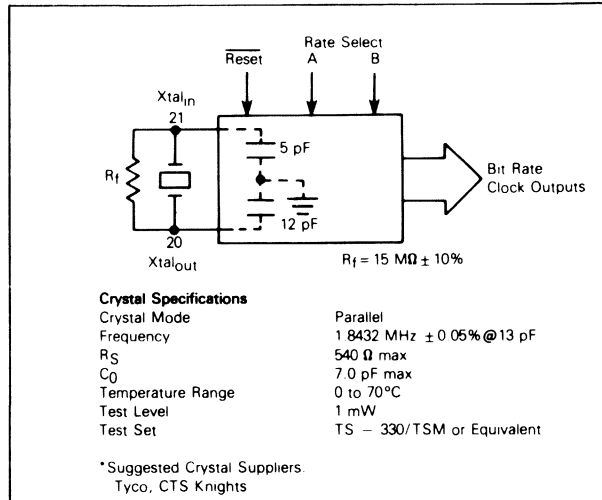 Rate Select
Reset A B
Xtalin
21
5 pF
Rf
Bit Rate
Clock Outputs
12 pF
20
Xtalout
Rf = 15 MΩ ± 10%
Crystal Specifications
Crystal Mode Parallel
Frequency 1.8432 MHz ± 0.05% @ 13 pF
RS 540 Ω max
C0 7.0 pF max
Temperature Range 0 to 70°C
Test Level 1 mW
Test Set TS – 330/TSM or Equivalent
*Suggested Crystal Suppliers.
Tyco, CTS Knights